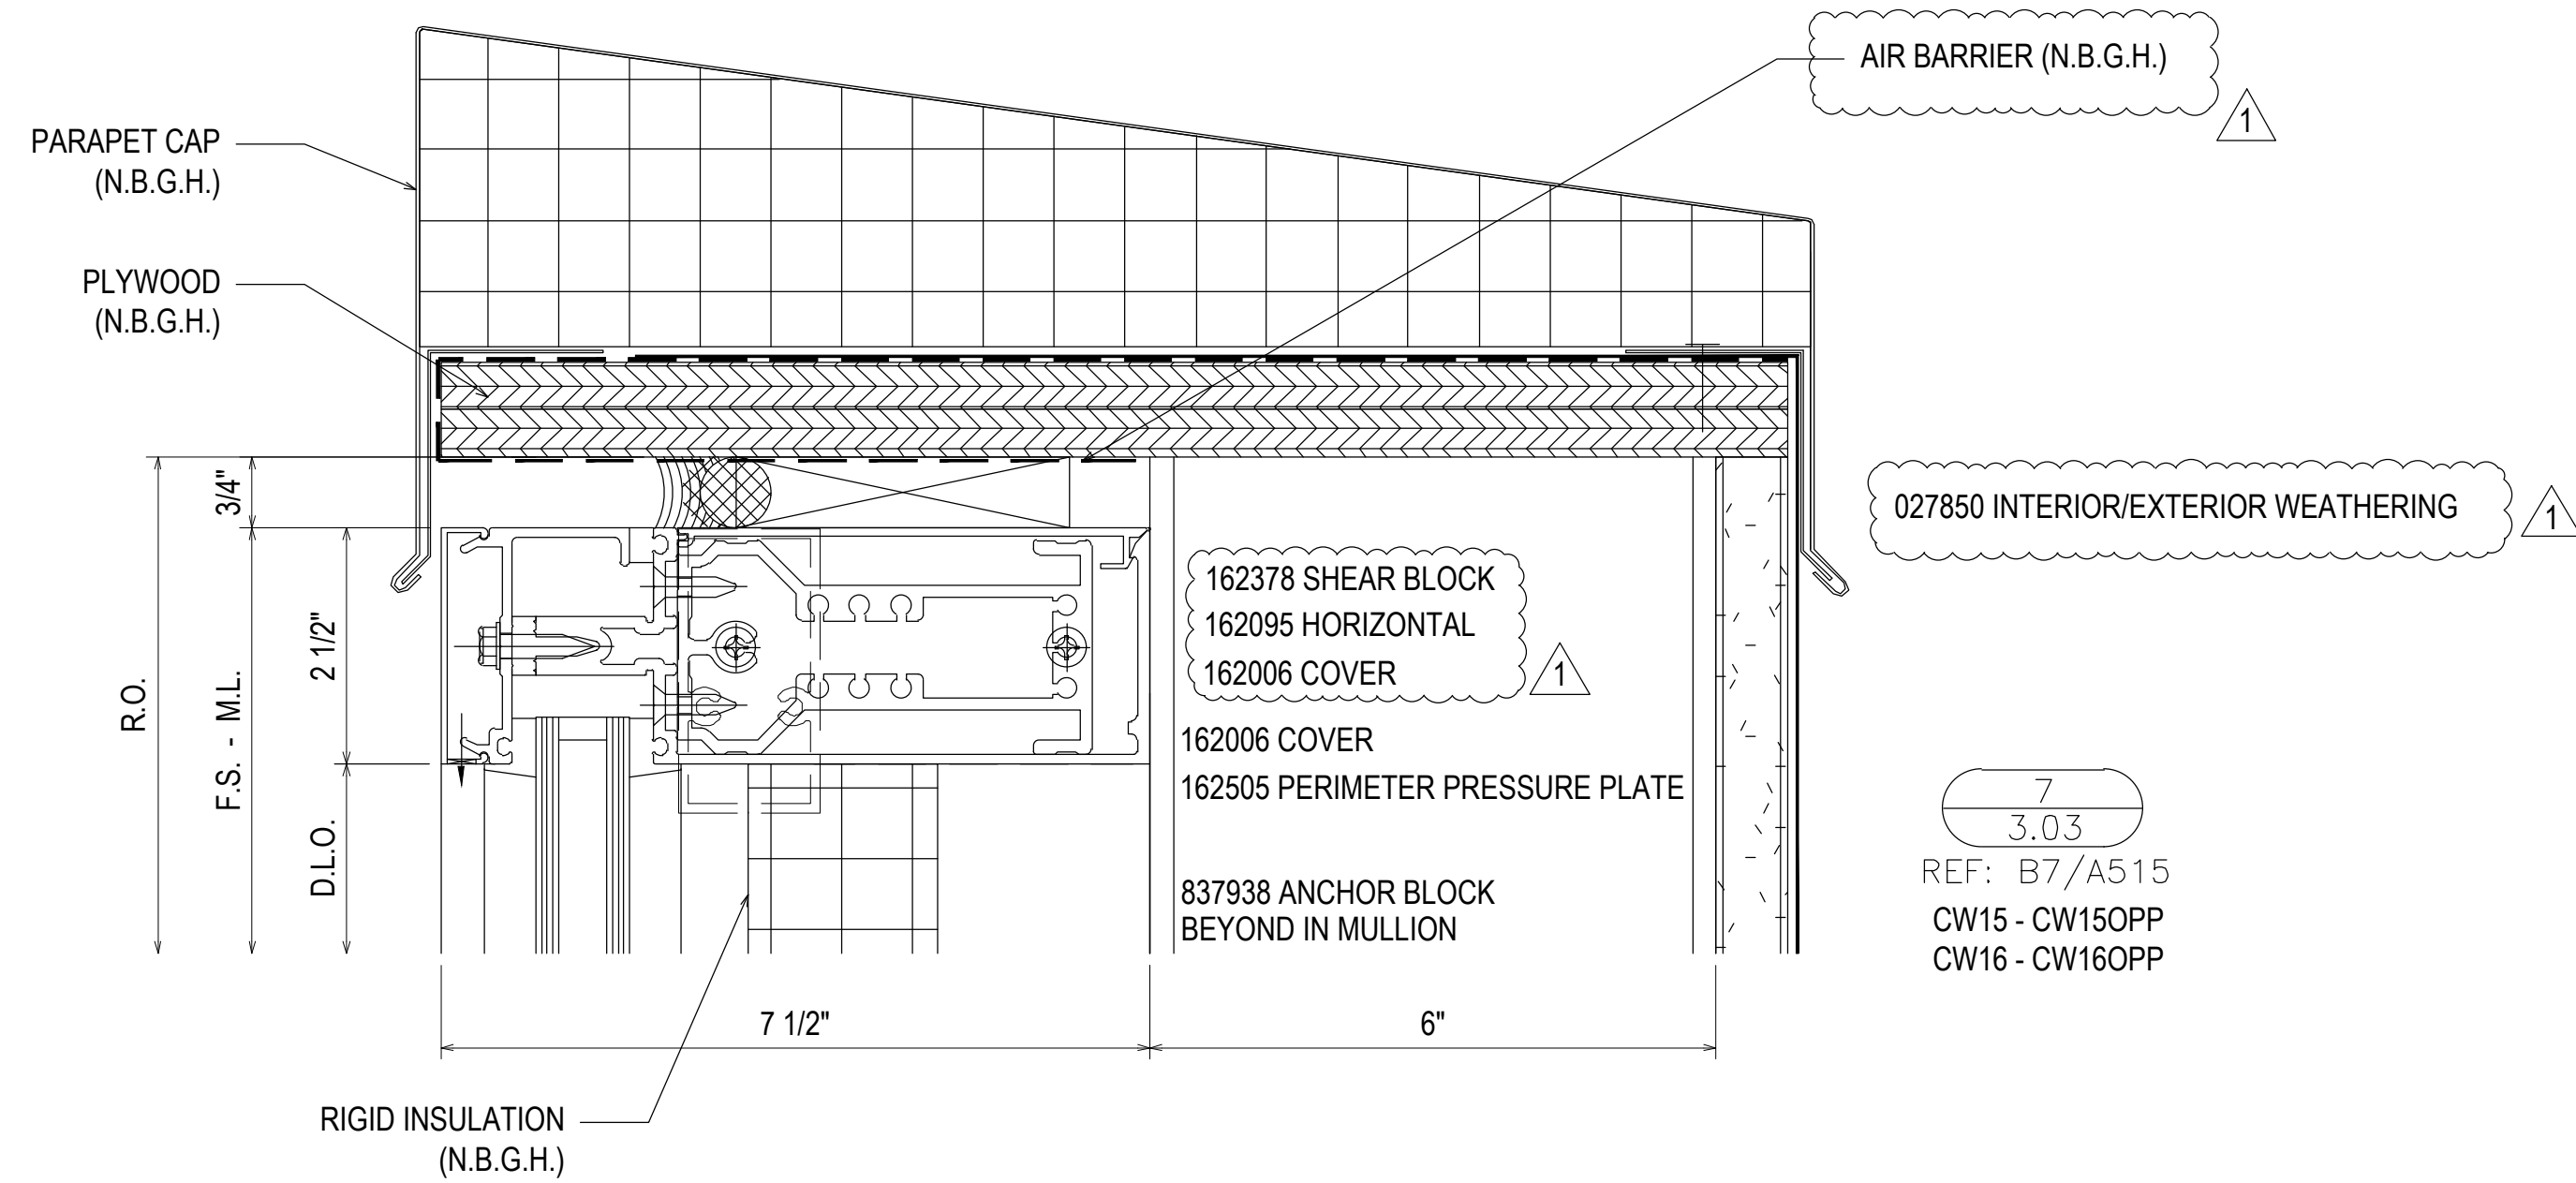 AIR BARRIER (N.B.G.H.)
1
PARAPET CAP
(N.B.G.H.)
PLYWOOD
(N.B.G.H.)
3/4"
2 1/2"
R.O.
F.S. - M.L.
D.L.O.
027850 INTERIOR/EXTERIOR WEATHERING
1
162378 SHEAR BLOCK
162095 HORIZONTAL
162006 COVER
1
162006 COVER
162505 PERIMETER PRESSURE PLATE
837938 ANCHOR BLOCK
BEYOND IN MULLION
7
3.03
REF: B7/A515
CW15 - CW15OPP
CW16 - CW16OPP
7 1/2"
6"
RIGID INSULATION
(N.B.G.H.)